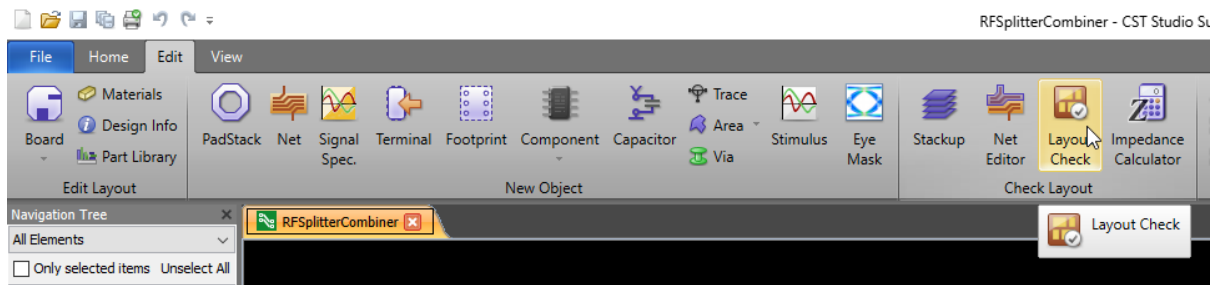 RFSplitterCombiner - CST Studio Su
File Home Edit View
Board
Materials
Design Info
Part Library
Edit Layout
PadStack
Net
Signal
Spec.
Terminal
Footprint
Component
Capacitor
Trace
Area
Via
Stimulus
Eye
Mask
New Object
Stackup
Net
Editor
Layout
Check
Impedance
Calculator
Check Layout
Navigation Tree
All Elements
Only selected items Unselect All
RFSplitterCombiner
Layout Check